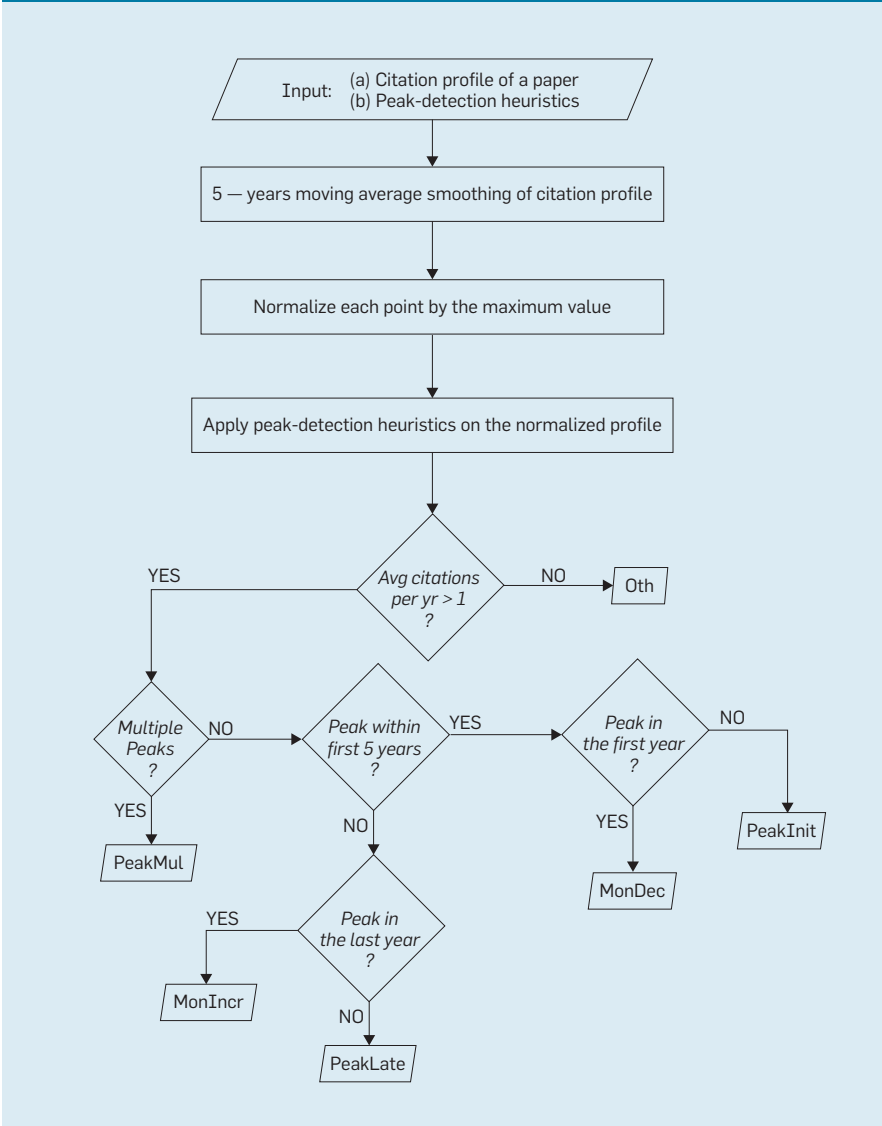 Input: (a) Citation profile of a paper
(b) Peak-detection heuristics
5 — years moving average smoothing of citation profile
Normalize each point by the maximum value
Apply peak-detection heuristics on the normalized profile
Avg citations
per yr > 1
?
YES
NO
Oth
Multiple
Peaks
?
NO
Peak within
first 5 years
?
YES
Peak in
the first year
?
NO
YES
PeakMul
NO
YES
MonDec
PeakInit
Peak in
the last year
?
YES
MonIncr
NO
PeakLate